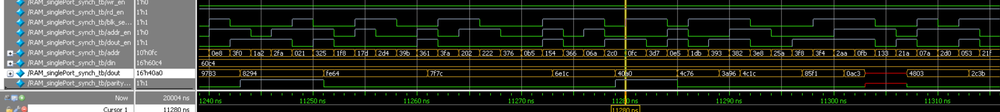 /RAM_singlePort_synch_tb/wr_en 1'h0
/RAM_singlePort_synch_tb/rd_en 1'h1
/RAM_singlePort_synch_tb/blk_se... 1'h1
/RAM_singlePort_synch_tb/addr_en 1'h0
/RAM_singlePort_synch_tb/dout_en 1'h1
/RAM_singlePort_synch_tb/addr 10'h0fc 0e8 3f0 1a2 2fa 021 325 1f8 17d 2d4 39b 361 3fa 202 222 376 0b5 154 366 06a 2c0 0fc 3d7 0e5 1db 393 382 3e8 25a 3f8 3f4 2aa 0fb 133 21a 07a 2d0 053 21f
/RAM_singlePort_synch_tb/din 16'h60c4 60c4
/RAM_singlePort_synch_tb/dout 16'h40a0 9783 8294 fe64 7f7c 6e1c 40a0 4c76 3a96 4c1c 85f1 0ac3 4803 2c3b
/RAM_singlePort_synch_tb/parity... 1'h1
Now 20004 ns 1240 ns 11250 ns 11260 ns 11270 ns 11280 ns 11290 ns 11300 ns 11310 ns
Cursor 1 11280 ns 11280 ns